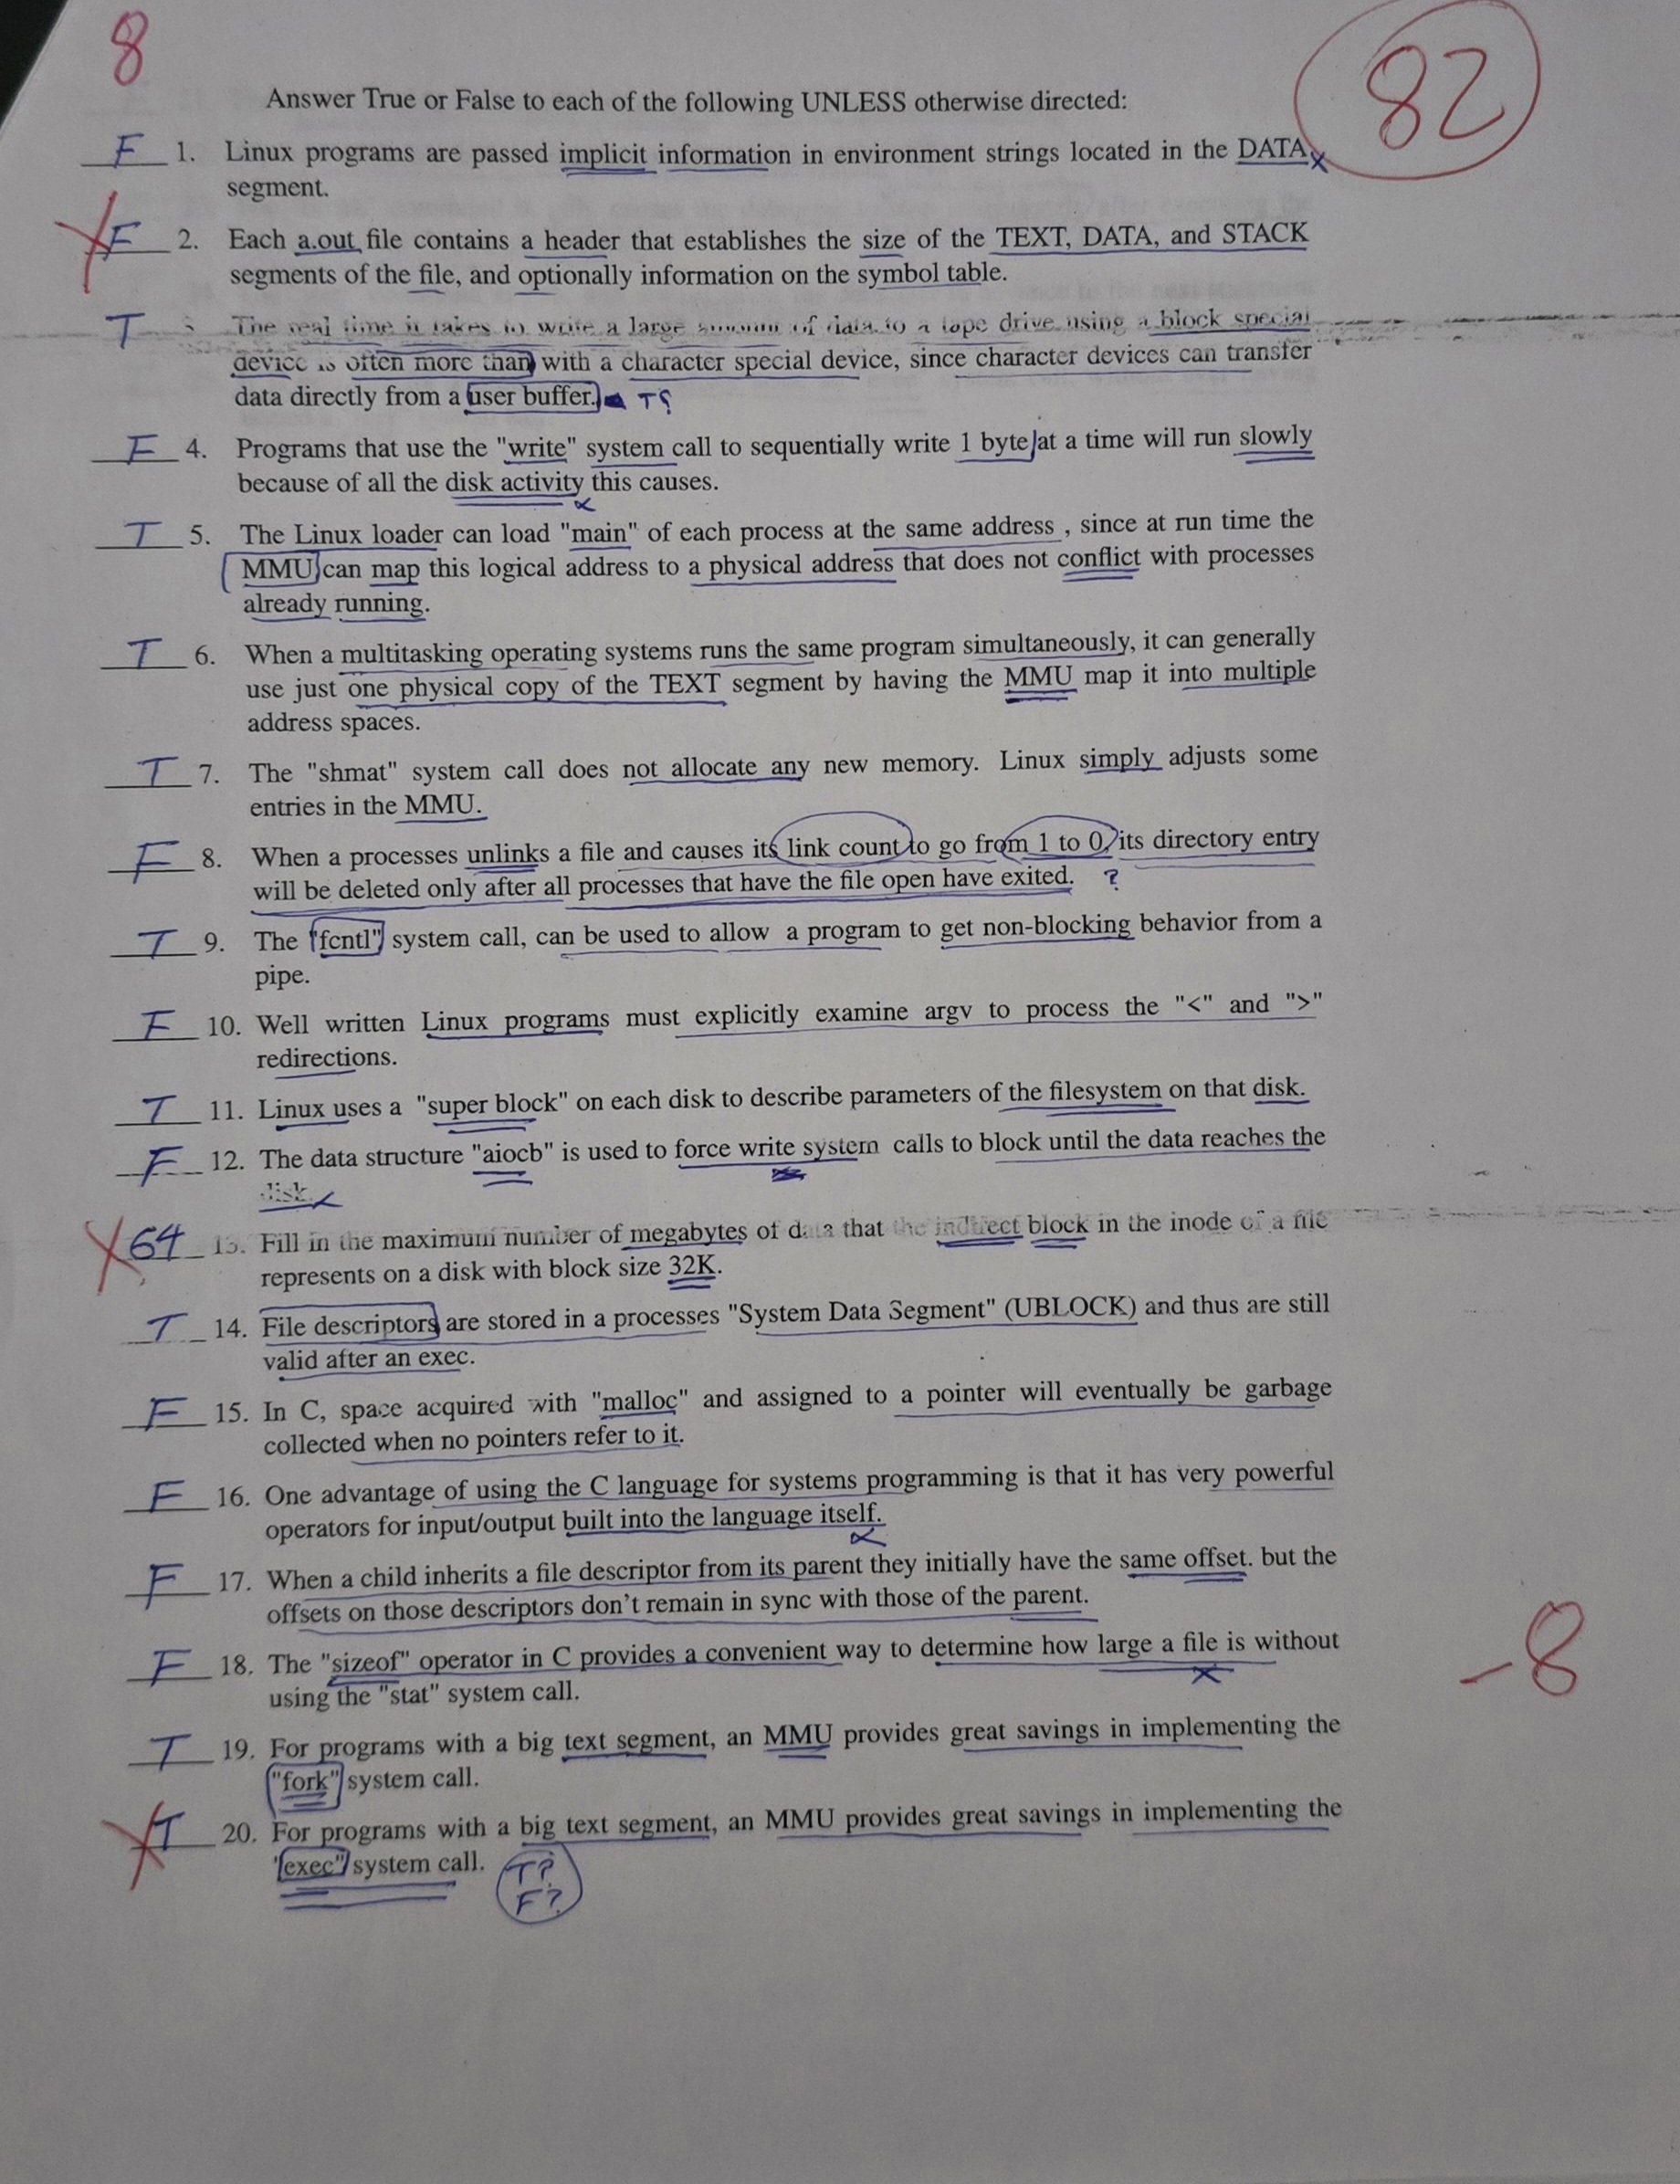 8
82
Answer True or False to each of the following UNLESS otherwise directed:
F 1. Linux programs are passed implicit information in environment strings located in the DATA x
segment.
F 2. Each a.out file contains a header that establishes the size of the TEXT, DATA, and STACK
segments of the file, and optionally information on the symbol table.
T The real time it takes to write a large amount of data to a tape drive using a block special
device is often more than with a character special device, since character devices can transfer
data directly from a user buffer. T?
F 4. Programs that use the "write" system call to sequentially write 1 byte at a time will run slowly
because of all the disk activity this causes.
x
T 5. The Linux loader can load "main" of each process at the same address , since at run time the
MMU can map this logical address to a physical address that does not conflict with processes
already running.
T 6. When a multitasking operating systems runs the same program simultaneously, it can generally
use just one physical copy of the TEXT segment by having the MMU map it into multiple
address spaces.
T 7. The "shmat" system call does not allocate any new memory. Linux simply adjusts some
entries in the MMU.
F 8. When a processes unlinks a file and causes its link count to go from 1 to 0, its directory entry
will be deleted only after all processes that have the file open have exited. ?
T 9. The "fcntl" system call, can be used to allow a program to get non-blocking behavior from a
pipe.
F 10. Well written Linux programs must explicitly examine argv to process the "<" and ">"
redirections.
T 11. Linux uses a "super block" on each disk to describe parameters of the filesystem on that disk.
F 12. The data structure "aiocb" is used to force write system calls to block until the data reaches the
disk. x
64 13. Fill in the maximum number of megabytes of data that the indirect block in the inode of a file
represents on a disk with block size 32K.
T 14. File descriptors are stored in a processes "System Data Segment" (UBLOCK) and thus are still
valid after an exec.
F 15. In C, space acquired with "malloc" and assigned to a pointer will eventually be garbage
collected when no pointers refer to it.
F 16. One advantage of using the C language for systems programming is that it has very powerful
operators for input/output built into the language itself.
x
F 17. When a child inherits a file descriptor from its parent they initially have the same offset. but the
offsets on those descriptors don't remain in sync with those of the parent.
F 18. The "sizeof" operator in C provides a convenient way to determine how large a file is without
using the "stat" system call. x
-8
T 19. For programs with a big text segment, an MMU provides great savings in implementing the
"fork" system call.
T 20. For programs with a big text segment, an MMU provides great savings in implementing the
"exec" system call. T?
F?